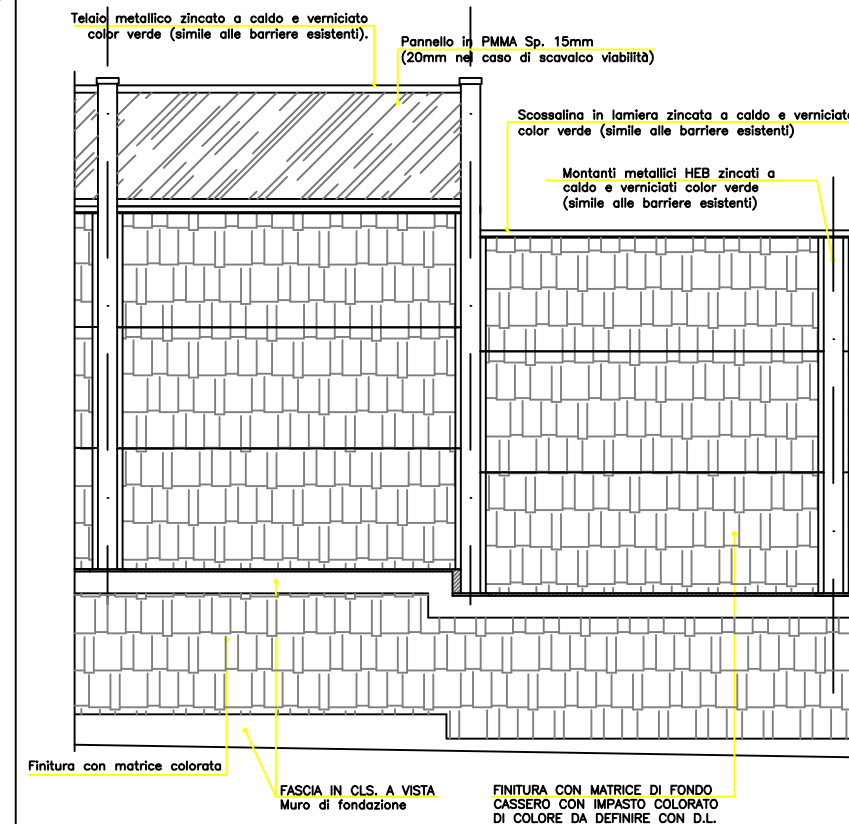 Telaio metallico zincato a caldo e verniciato
color verde (simile alle barriere esistenti).
Pannello in PMMA Sp. 15mm
(20mm nel caso di scavalco viabilità)
Scossalina in lamiera zincata a caldo e verniciata
color verde (simile alle barriere esistenti)
Montanti metallici HEB zincati a
caldo e verniciati color verde
(simile alle barriere esistenti)
Finitura con matrice colorata
FASCIA IN CLS. A VISTA
Muro di fondazione
FINITURA CON MATRICE DI FONDO
CASSERO CON IMPASTO COLORATO
DI COLORE DA DEFINIRE CON D.L.